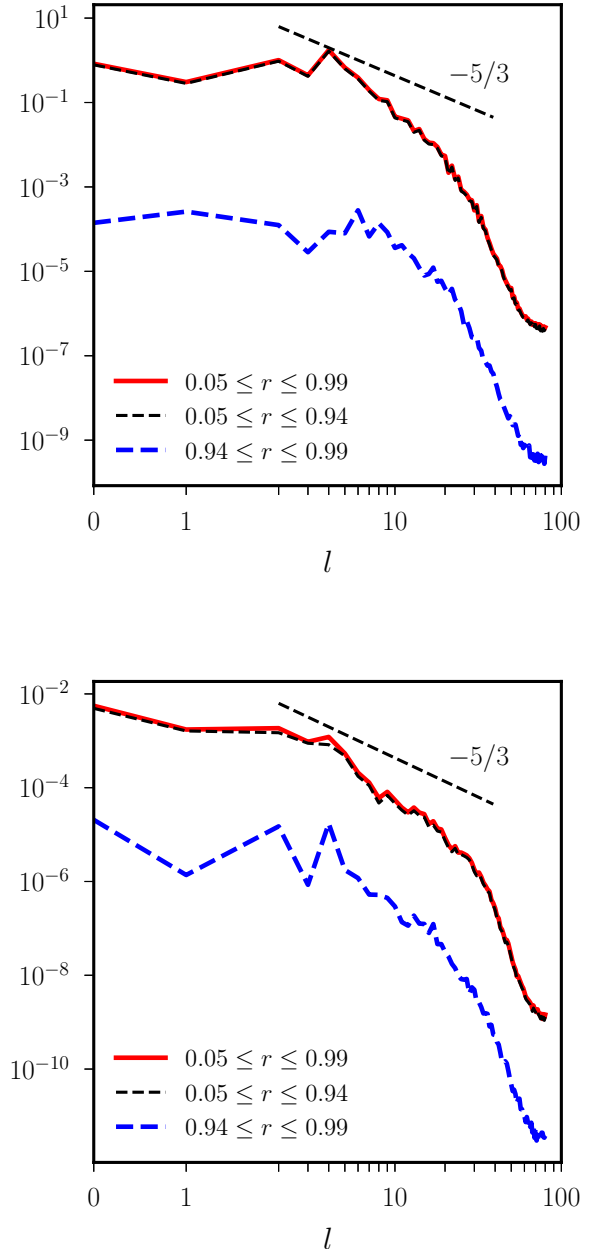 10¹
−5/3
10⁻¹
10⁻³
10⁻⁵
10⁻⁷
10⁻⁹
0.05 ≤ r ≤ 0.99
0.05 ≤ r ≤ 0.94
0.94 ≤ r ≤ 0.99
0 1 10 100
l
10⁻²
−5/3
10⁻⁴
10⁻⁶
10⁻⁸
10⁻¹⁰
0.05 ≤ r ≤ 0.99
0.05 ≤ r ≤ 0.94
0.94 ≤ r ≤ 0.99
0 1 10 100
l